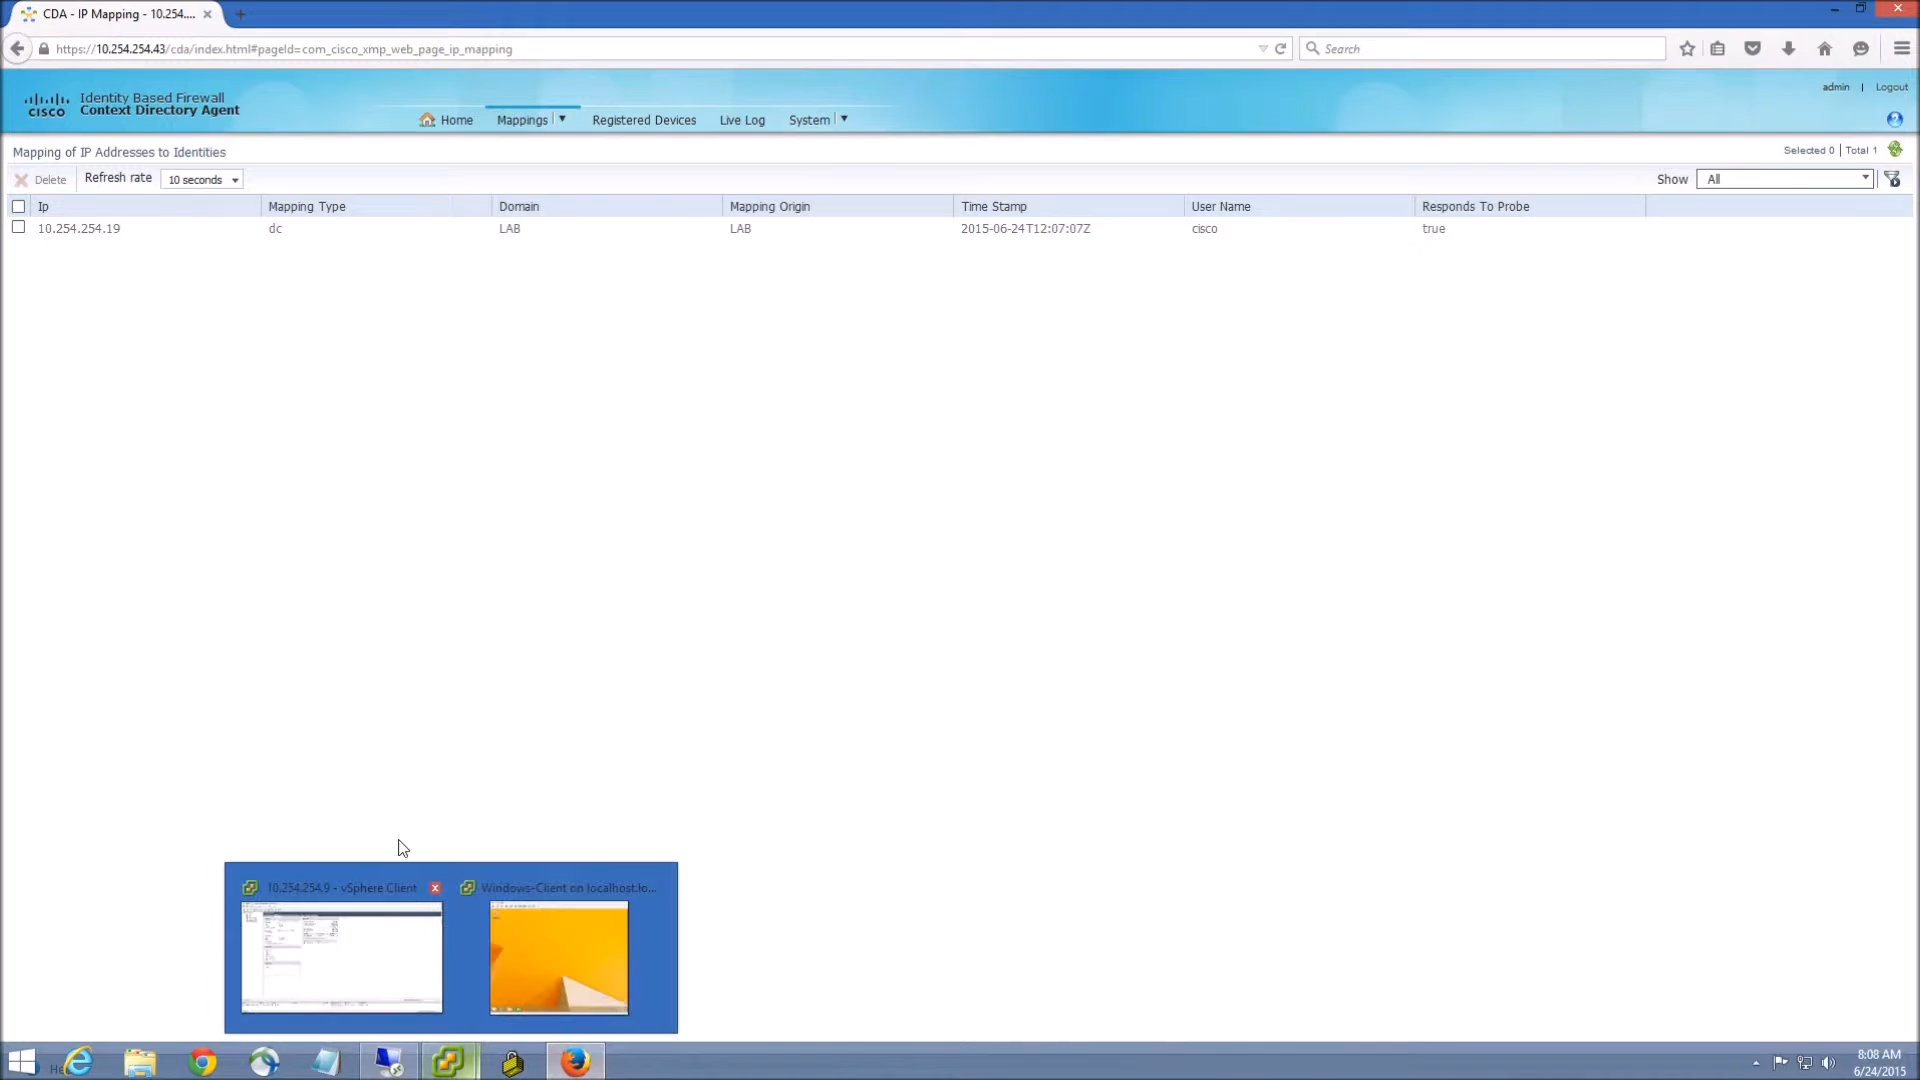 CDA - IP Mapping - 10.254....
https://10.254.254.43/cda/index.html#pageId=com_cisco_xmp_web_page_ip_mapping
Search
admin | Logout
CISCO
Identity Based Firewall
Context Directory Agent
Home
Mappings
Registered Devices
Live Log
System
Mapping of IP Addresses to Identities
Selected 0 | Total 1
Delete
Refresh rate
10 seconds
Show
All
Ip
Mapping Type
Domain
Mapping Origin
Time Stamp
User Name
Responds To Probe
10.254.254.19
dc
LAB
LAB
2015-06-24T12:07:07Z
cisco
true
10.254.254.9 - vSphere Client
Windows-Client on localhost.lo...
8:08 AM
6/24/2015